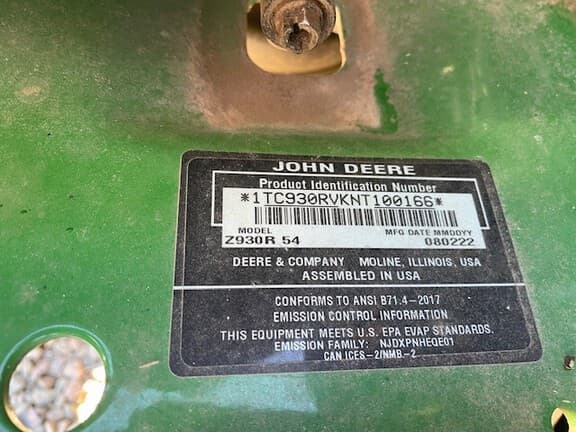 JOHN DEERE
Product Identification Number
*1TC930RVKNT100166*
MODEL MFG DATE MMDDYY
Z930R 54 080222
DEERE & COMPANY MOLINE, ILLINOIS, USA
ASSEMBLED IN USA
CONFORMS TO ANSI B71.4-2017
EMISSION CONTROL INFORMATION
THIS EQUIPMENT MEETS U.S. EPA EVAP STANDARDS.
EMISSION FAMILY: NJDXPNHEQE01
CAN ICES-2/NMB-2